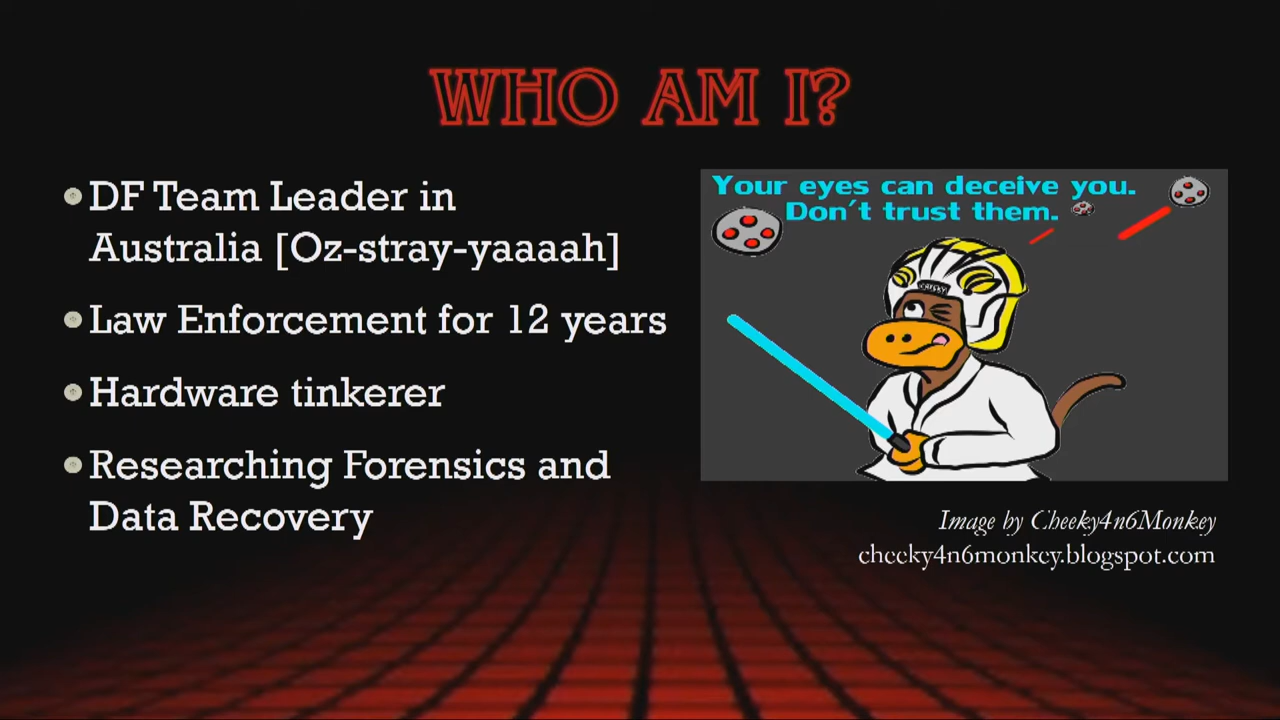 WHO AM I?
DF Team Leader in
Australia [Oz-stray-yaaaah]
Law Enforcement for 12 years
Hardware tinkerer
Researching Forensics and
Data Recovery
Your eyes can deceive you.
Don't trust them.
CHEEKY
Image by Cheeky4n6Monkey
cheeky4n6monkey.blogspot.com